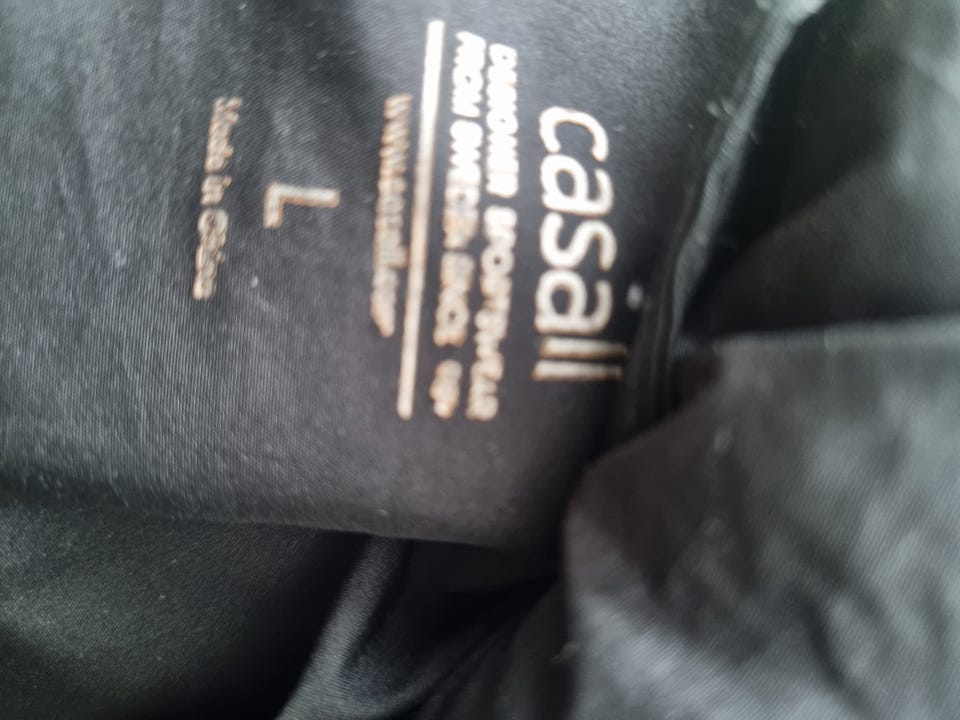 casall
DESIGNER SPORTSWEAR
FROM SWEDEN SINCE
L
Made in China